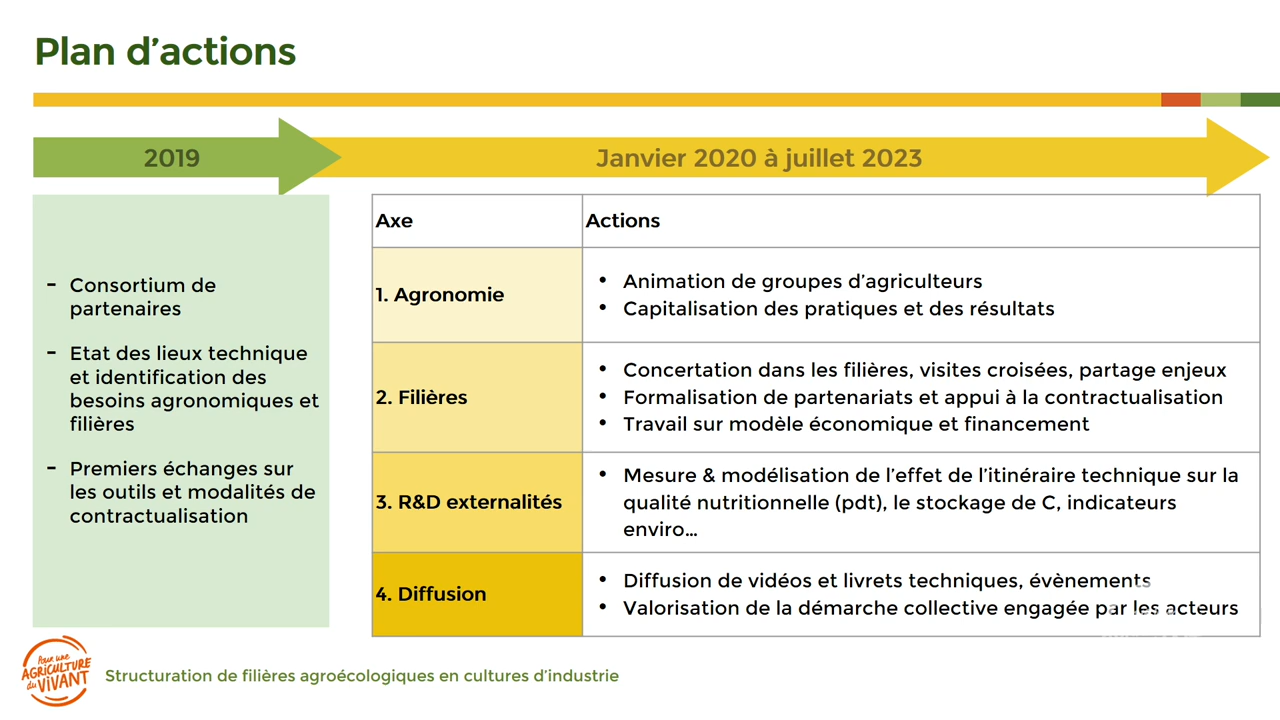 Plan d’actions
2019
Janvier 2020 à juillet 2023
- Consortium de
partenaires
- Etat des lieux technique
et identification des
besoins agronomiques et
filières
- Premiers échanges sur
les outils et modalités de
contractualisation
Axe
Actions
1. Agronomie
• Animation de groupes d’agriculteurs
• Capitalisation des pratiques et des résultats
2. Filières
• Concertation dans les filières, visites croisées, partage enjeux
• Formalisation de partenariats et appui à la contractualisation
• Travail sur modèle économique et financement
3. R&D externalités
• Mesure & modélisation de l’effet de l’itinéraire technique sur la
qualité nutritionnelle (pdt), le stockage de C, indicateurs
enviro…
4. Diffusion
• Diffusion de vidéos et livrets techniques, évènements
• Valorisation de la démarche collective engagée par les acteurs
Pour une
AGRICULTURE
du ViVANT
Structuration de filières agroécologiques en cultures d’industrie